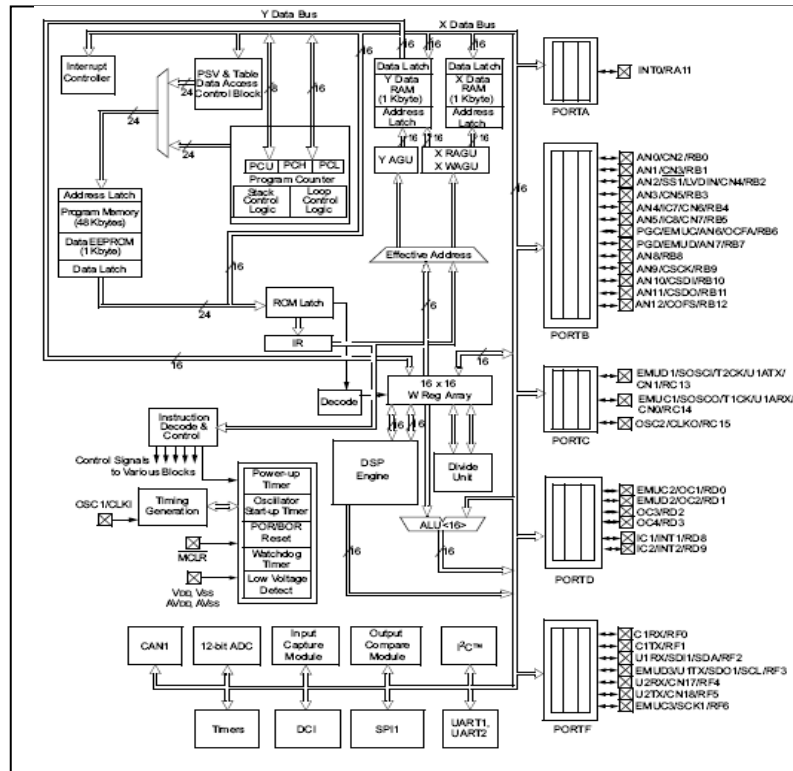 Y Data Bus
X Data Bus
16
16
16
16
16
Interrupt
Controller
PSV & Table
Data Access
Control Block
8
16
24
24
24
Data Latch
Y Data
RAM
(1 Kbyte)
Address
Latch
Data Latch
X Data
RAM
(1 Kbyte)
Address
Latch
16
16
16
Y AGU
X RAGU
X WAGU
PCU
PCH
PCL
Program Counter
Stack
Control
Logic
Loop
Control
Logic
Address Latch
Program Memory
(48 Kbytes)
Data EEPROM
(1 Kbyte)
Data Latch
16
Effective Address
16
24
ROM Latch
IR
16
16
16 x 16
W Reg Array
Decode
Instruction
Decode &
Control
16
16
Control Signals
to Various Blocks
DSP
Engine
Divide
Unit
Power-up
Timer
Oscillator
Start-up Timer
POR/BOR
Reset
Watchdog
Timer
Low Voltage
Detect
OSC1/CLKI
Timing
Generation
MCLR
VDD, VSS
AVDD, AVSS
ALU<16>
16
16
CAN1
12-bit ADC
Input
Capture
Module
Output
Compare
Module
I2C™
Timers
DCI
SPI1
UART1,
UART2
INT0/RA11
PORTA
AN0/CN2/RB0
AN1/CN3/RB1
AN2/SS1/LVDIN/CN4/RB2
AN3/CN5/RB3
AN4/IC7/CN6/RB4
AN5/IC8/CN7/RB5
PGC/EMUC/AN6/OCFA/RB6
PGD/EMUD/AN7/RB7
AN8/RB8
AN9/CSCK/RB9
AN10/CSDI/RB10
AN11/CSDO/RB11
AN12/COFS/RB12
PORTB
EMUD1/SOSCI/T2CK/U1ATX/
CN1/RC13
EMUC1/SOSCO/T1CK/U1ARX/
CN0/RC14
OSC2/CLKO/RC15
PORTC
EMUC2/OC1/RD0
EMUD2/OC2/RD1
OC3/RD2
OC4/RD3
IC1/INT1/RD8
IC2/INT2/RD9
PORTD
C1RX/RF0
C1TX/RF1
U1RX/SDI1/SDA/RF2
EMUD3/U1TX/SDO1/SCL/RF3
U2RX/CN17/RF4
U2TX/CN18/RF5
EMUC3/SCK1/RF6
PORTF